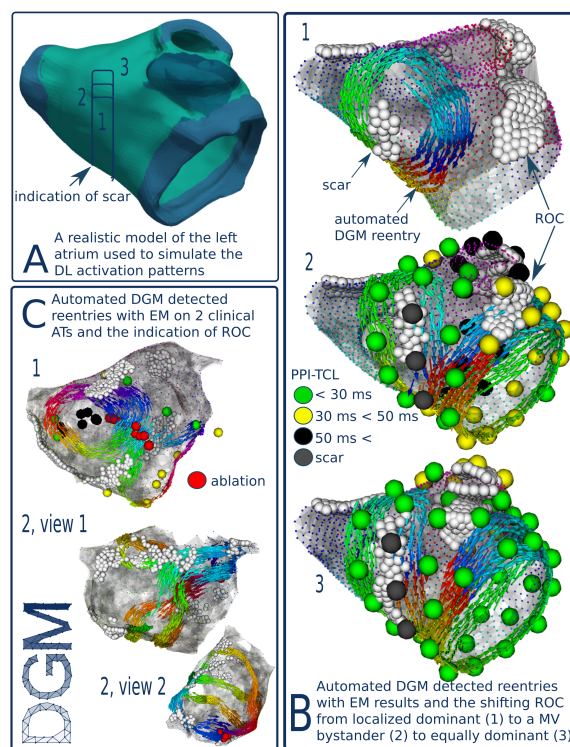 3
2
1
indication of scar
A
A realistic model of the left
atrium used to simulate the
DL activation patterns
C
Automated DGM detected
reentries with EM on 2 clinical
ATs and the indication of ROC
1
ablation
2, view 1
2, view 2
DGM
1
scar
automated
DGM reentry
ROC
2
PPI-TCL
< 30 ms
30 ms < 50 ms
50 ms <
scar
3
B
Automated DGM detected reentries
with EM results and the shifting ROC
from localized dominant (1) to a MV
bystander (2) to equally dominant (3)